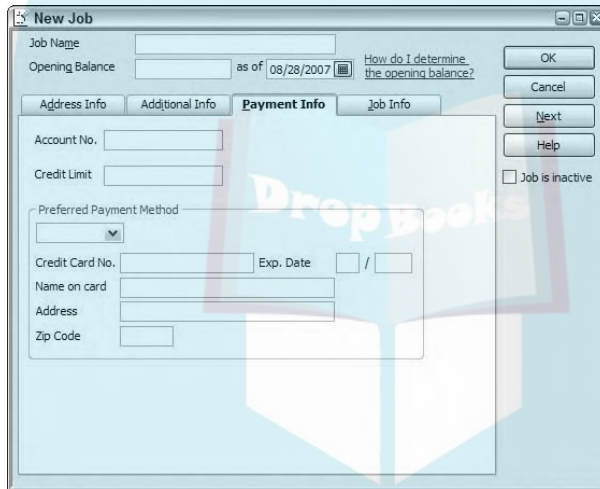 New Job
Job Name
Opening Balance as of 08/28/2007 How do I determine the opening balance?
OK
Cancel
Next
Help
Job is inactive
Address Info Additional Info Payment Info Job Info
Account No.
Credit Limit
Preferred Payment Method
Credit Card No. Exp. Date /
Name on card
Address
Zip Code
Drop Books